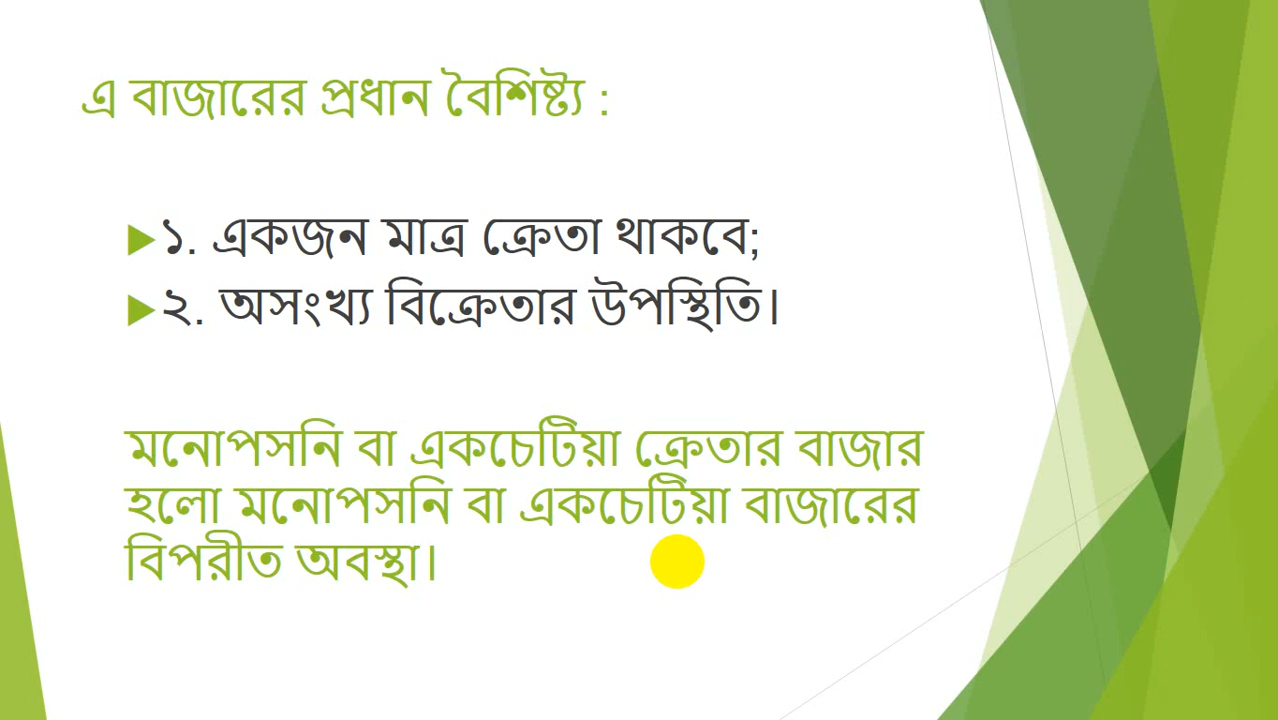 এ বাজারের প্রধান বৈশিষ্ট্য :
১. একজন মাত্র ক্রেতা থাকবে;
২. অসংখ্য বিক্রেতার উপস্থিতি।
মনোপসনি বা একচেটিয়া ক্রেতার বাজার
হলো মনোপসনি বা একচেটিয়া বাজারের
বিপরীত অবস্থা।